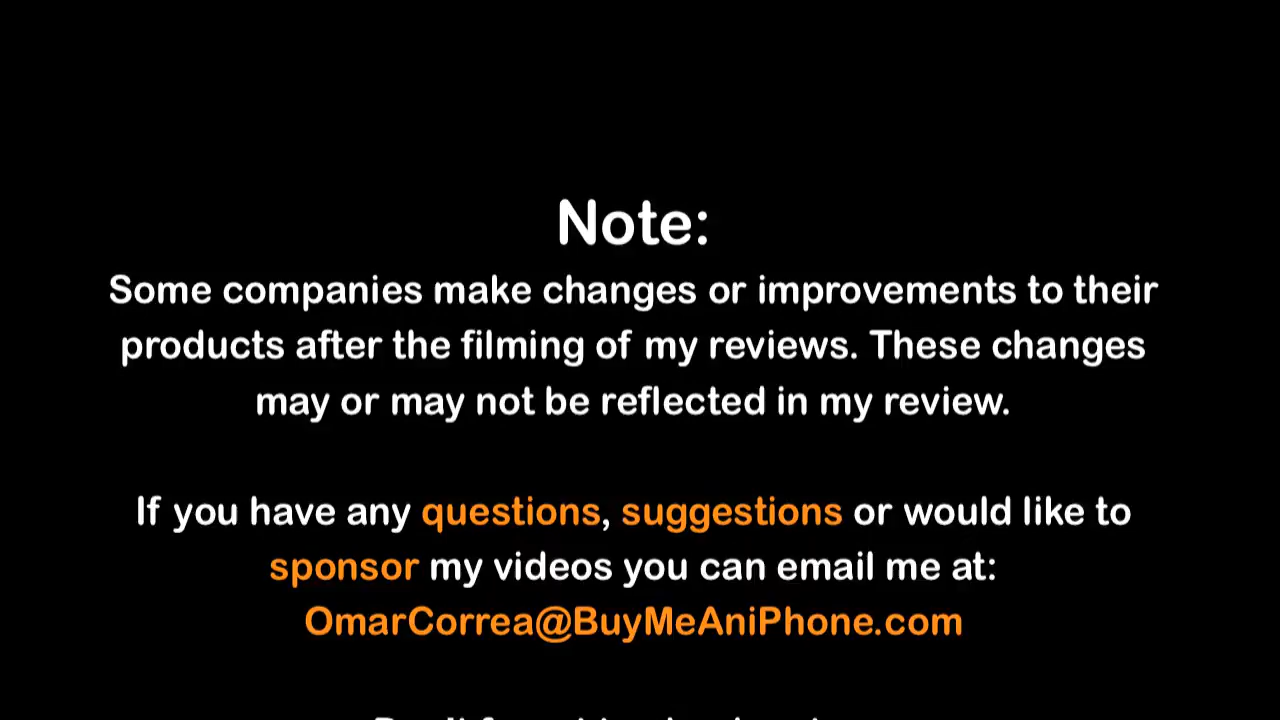 Note:
Some companies make changes or improvements to their
products after the filming of my reviews. These changes
may or may not be reflected in my review.
If you have any questions, suggestions or would like to
sponsor my videos you can email me at:
OmarCorrea@BuyMeAniPhone.com